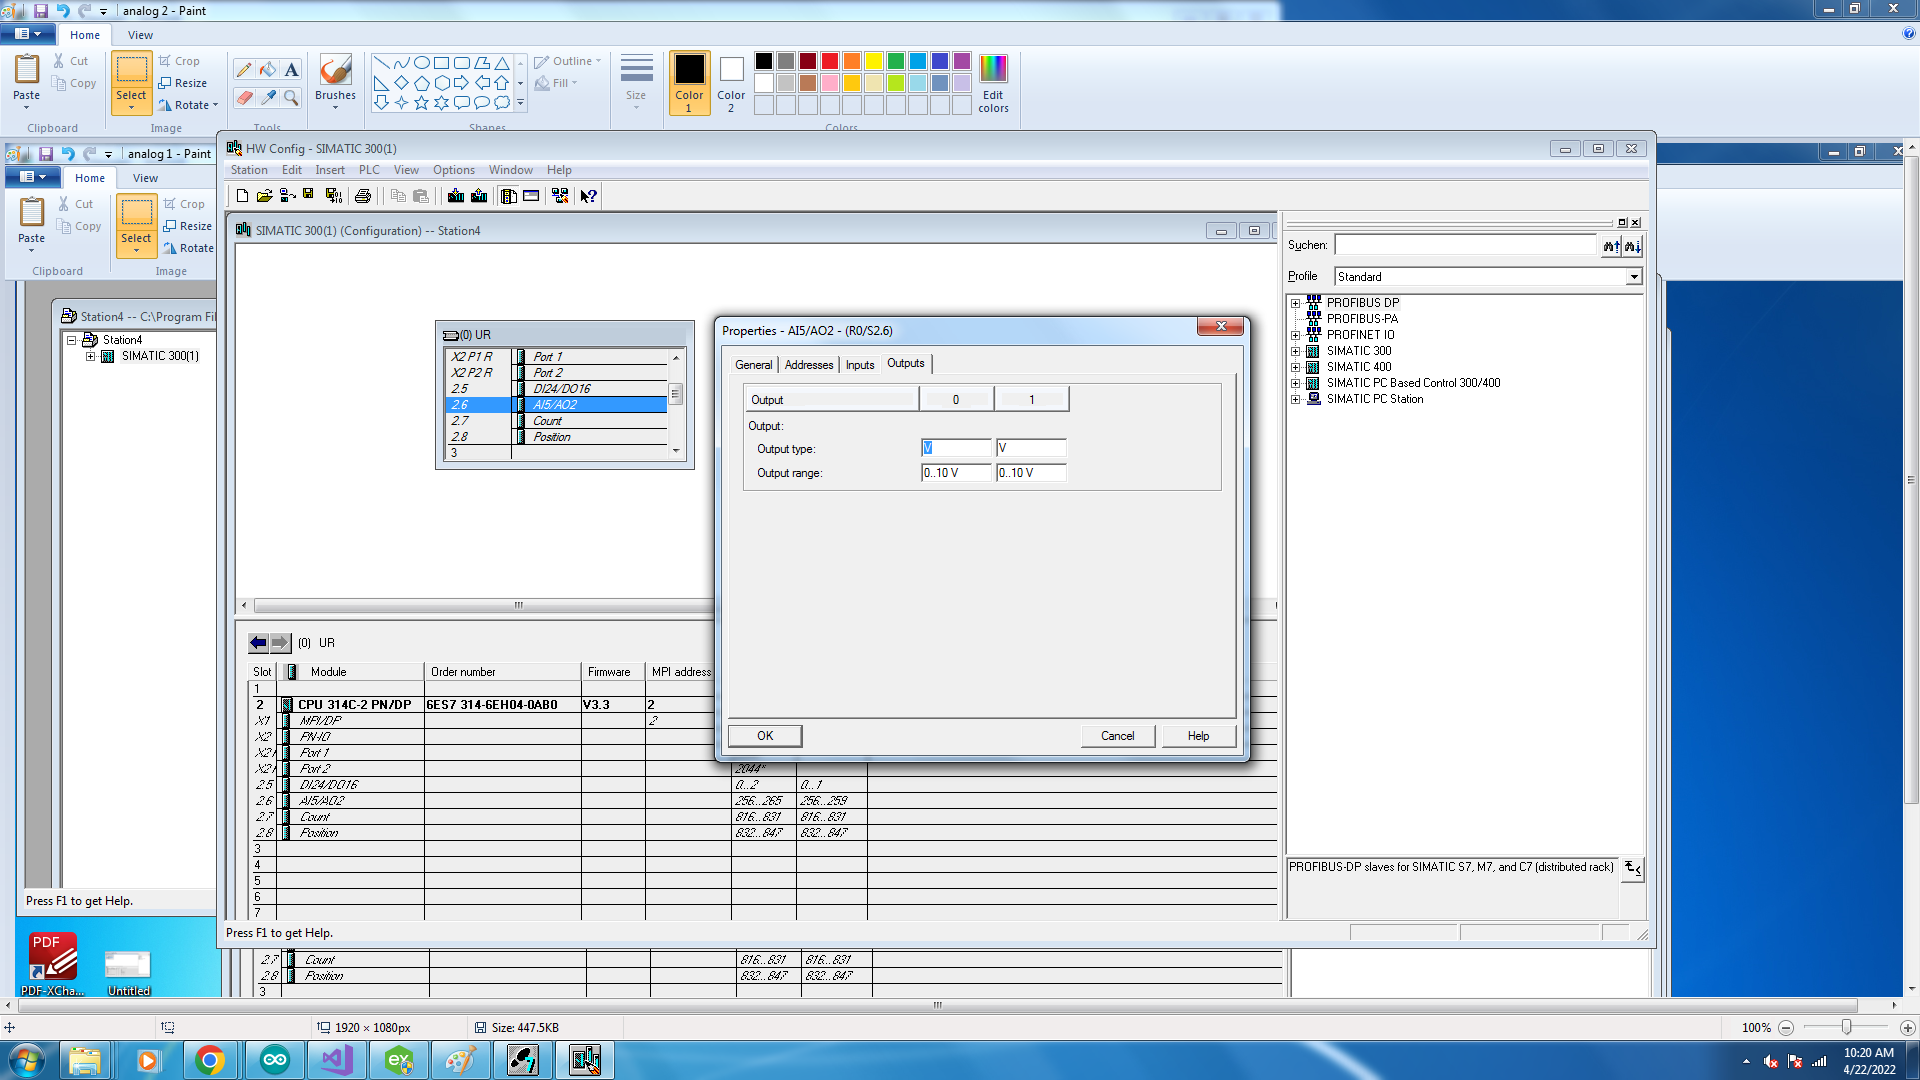 analog 2 - Paint
Home
View
Paste
Cut
Copy
Clipboard
Select
Crop
Resize
Rotate
Image
A
Tools
Brushes
Shapes
Outline
Fill
Size
Color
1
Color
2
Edit
colors
Colors
analog 1 - Paint
Home
View
Paste
Cut
Copy
Clipboard
Select
Crop
Resize
Rotate
Image
HW Config - SIMATIC 300(1)
Station Edit Insert PLC View Options Window Help
SIMATIC 300(1) (Configuration) -- Station4
Station4 -- C:\Program Fil
Station4
SIMATIC 300(1)
(0) UR
X2 P1 R Port 1
X2 P2 R Port 2
2.5 DI24/DO16
2.6 AI5/AO2
2.7 Count
2.8 Position
3
Properties - AI5/AO2 - (R0/S2.6)
General Addresses Inputs Outputs
Output 0 1
Output:
Output type: V V
Output range: 0..10 V 0..10 V
OK Cancel Help
Suchen:
Profile Standard
PROFIBUS DP
PROFIBUS-PA
PROFINET IO
SIMATIC 300
SIMATIC 400
SIMATIC PC Based Control 300/400
SIMATIC PC Station
PROFIBUS-DP slaves for SIMATIC S7, M7, and C7 (distributed rack)
(0) UR
Slot Module Order number Firmware MPI address
1
2 CPU 314C-2 PN/DP 6ES7 314-6EH04-0AB0 V3.3 2
X1 MPI/DP 2
X2 PN-IO
X2 Port 1
X2 Port 2 2044*
2.5 DI24/DO16 0...2 0...1
2.6 AI5/AO2 256...265 256...259
2.7 Count 816...831 816...831
2.8 Position 832...847 832...847
3
4
5
6
7
Press F1 to get Help.
Press F1 to get Help.
2.7 Count 816...831 816...831
2.8 Position 832...847 832...847
3
PDF
PDF-XCha...
Untitled
1920 × 1080px
Size: 447.5KB
100%
10:20 AM
4/22/2022